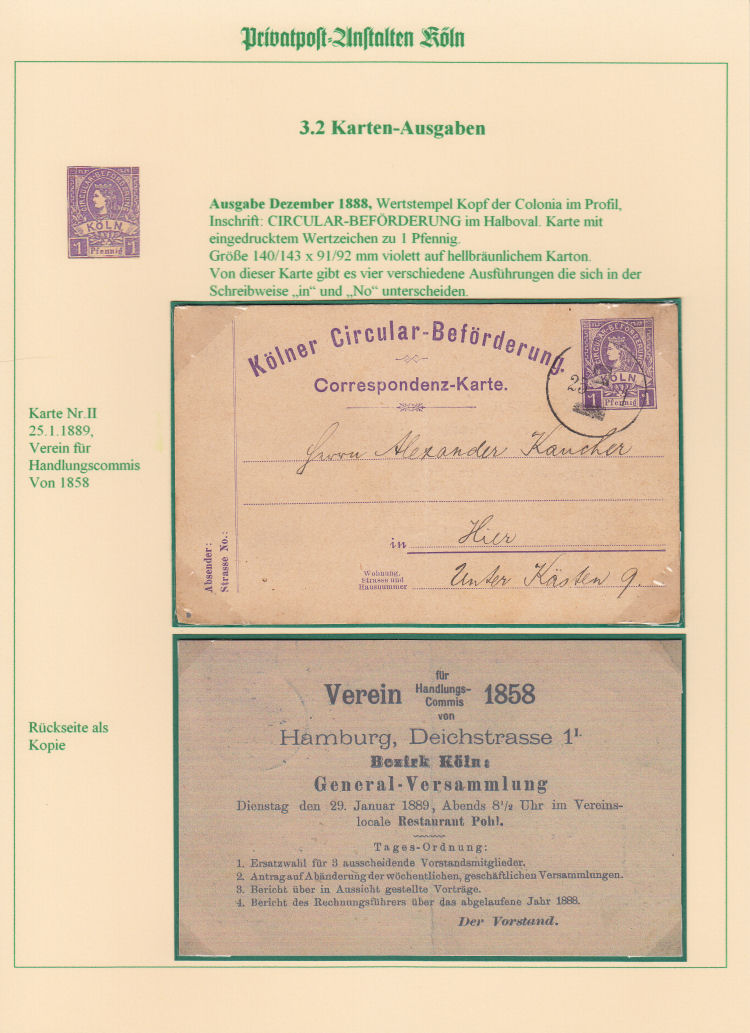 Privatpost-Anstalten Köln
3.2 Karten-Ausgaben
CIRCULAR-BEFÖRDERUNG
KÖLN
1 Pfennig 1
Ausgabe Dezember 1888, Wertstempel Kopf der Colonia im Profil,
Inschrift: CIRCULAR-BEFÖRDERUNG im Halboval. Karte mit
eingedrucktem Wertzeichen zu 1 Pfennig.
Größe 140/143 x 91/92 mm violett auf hellbräunlichem Karton.
Von dieser Karte gibt es vier verschiedene Ausführungen die sich in der
Schreibweise „in" und „No" unterscheiden.
Karte Nr.II
25.1.1889,
Verein für
Handlungscommis
Von 1858
Kölner Circular-Beförderung.
Correspondenz-Karte.
CIRCULAR-BEFÖRDERUNG
KÖLN
1 Pfennig 1
Herrn Alexander Kaucher
in Hier
Wohnung,
Strasse und
Hausnummer
Unter Kästen 9.
Absender:
Strasse No.:
Rückseite als
Kopie
Verein für Handlungs-Commis von 1858
Hamburg, Deichstrasse 1I.
Bezirk Köln:
General-Versammlung
Dienstag den 29. Januar 1889, Abends 8½ Uhr im Vereins-
locale Restaurant Pohl.
Tages-Ordnung:
1. Ersatzwahl für 3 ausscheidende Vorstandsmitglieder.
2. Antrag auf Abänderung der wöchentlichen, geschäftlichen Versammlungen.
3. Bericht über in Aussicht gestellte Vorträge.
4. Bericht des Rechnungsführers über das abgelaufene Jahr 1888.
Der Vorstand.